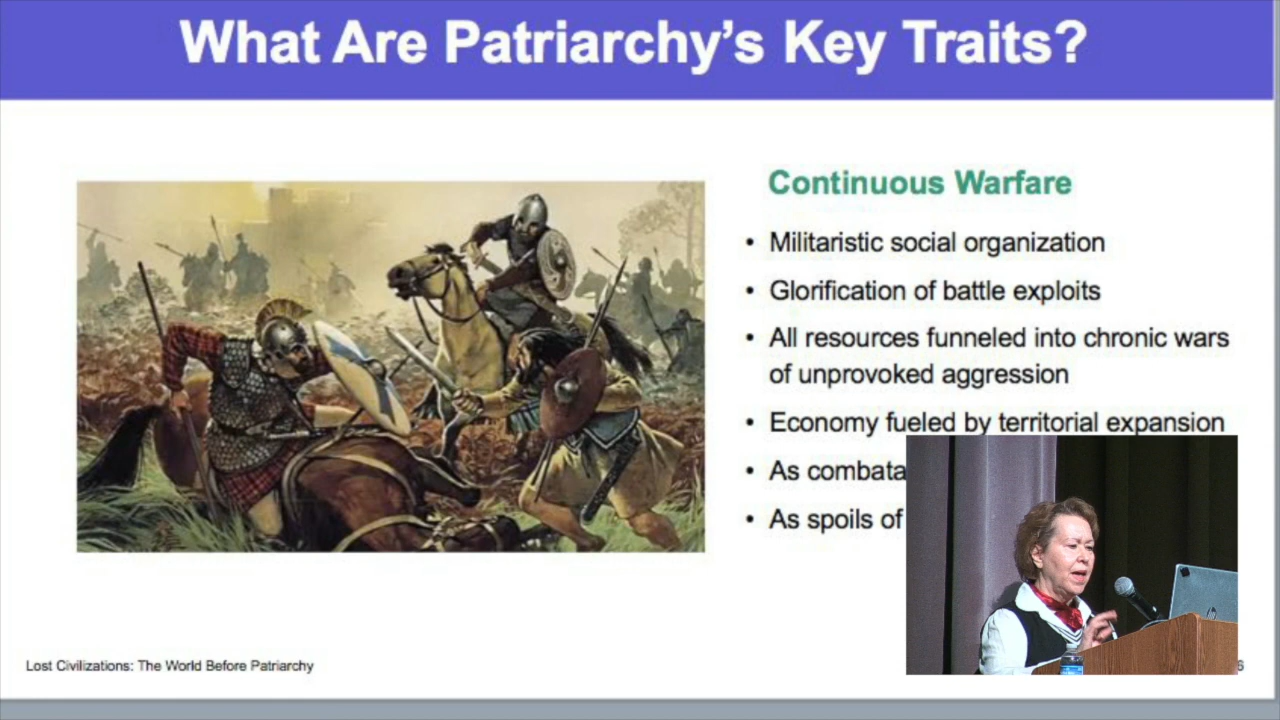 What Are Patriarchy's Key Traits?
Continuous Warfare
• Militaristic social organization
• Glorification of battle exploits
• All resources funneled into chronic wars
of unprovoked aggression
• Economy fueled by territorial expansion
• As
• As spoils of
Lost Civilizations: The World Before Patriarchy
6